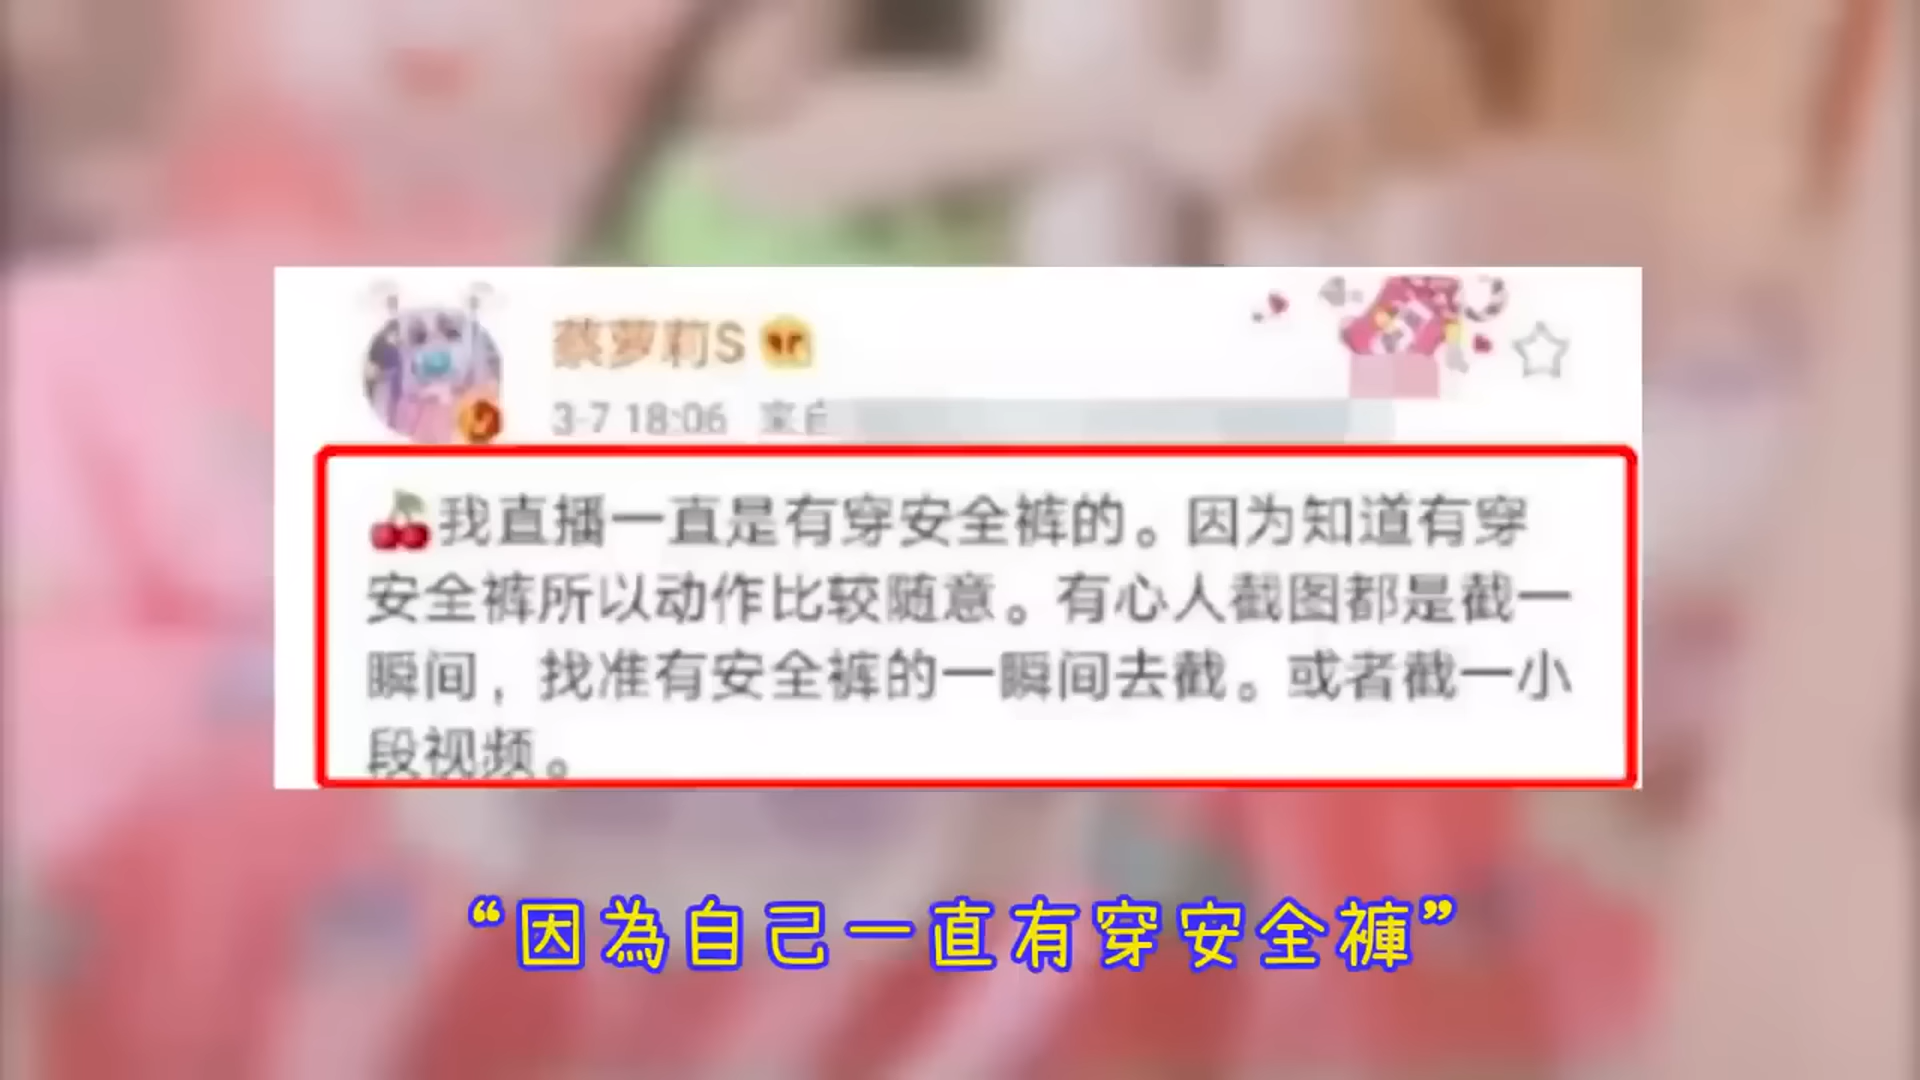 蔡萝莉S
3-7 18:06 来自
我直播一直是有穿安全裤的。因为知道有穿
安全裤所以动作比较随意。有心人截图都是截一
瞬间，找准有安全裤的一瞬间去截。或者截一小
段视频。
“因為自己一直有穿安全褲”